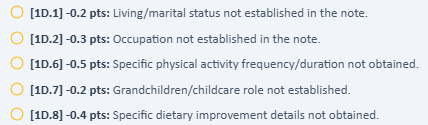 [1D.1] -0.2 pts: Living/marital status not established in the note.
[1D.2] -0.3 pts: Occupation not established in the note.
[1D.6] -0.5 pts: Specific physical activity frequency/duration not obtained.
[1D.7] -0.2 pts: Grandchildren/childcare role not established.
[1D.8] -0.4 pts: Specific dietary improvement details not obtained.